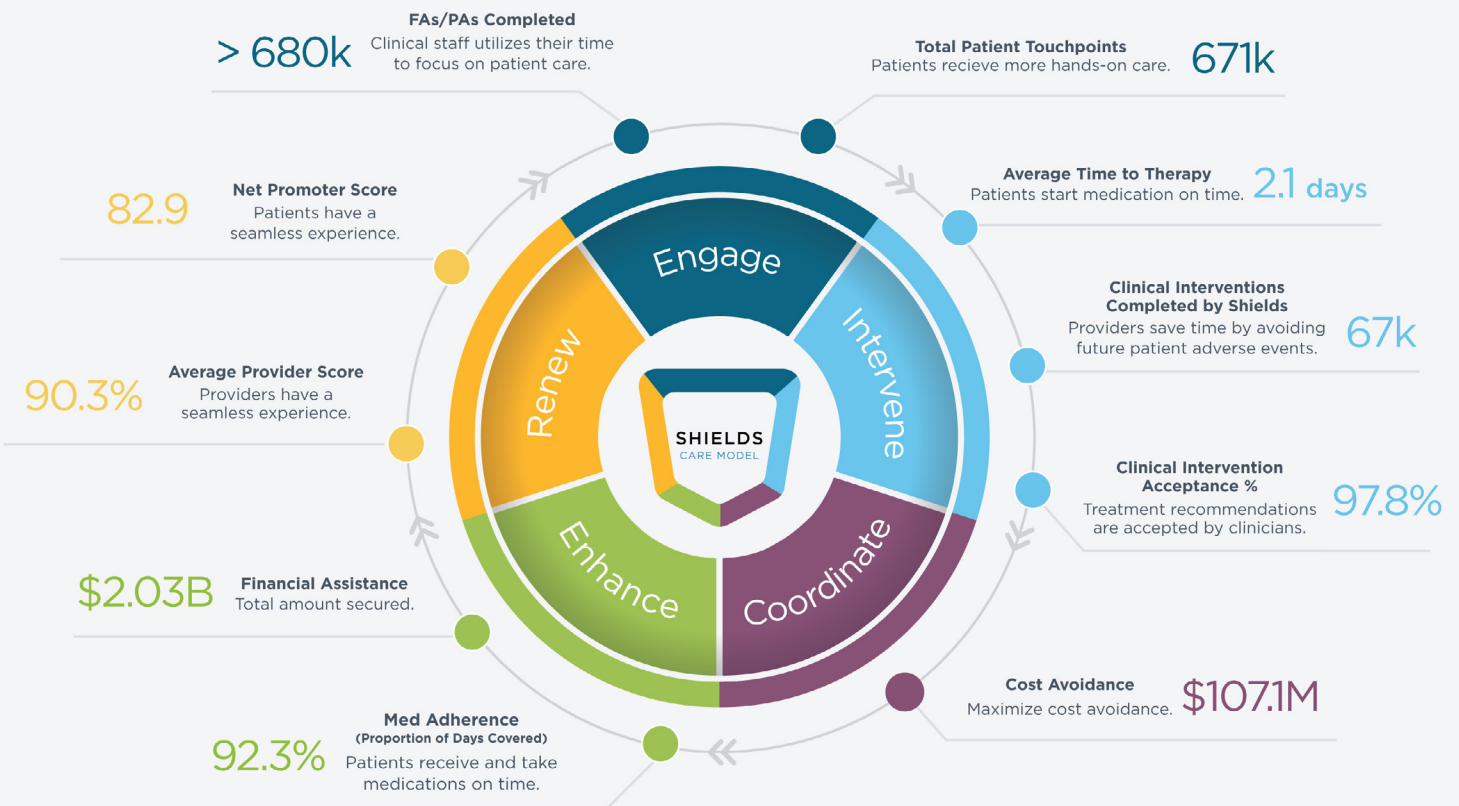 FAs/PAs Completed
> 680k
Clinical staff utilizes their time
to focus on patient care.
Total Patient Touchpoints
Patients recieve more hands-on care.
671k
Average Time to Therapy
Patients start medication on time.
2.1 days
Clinical Interventions
Completed by Shields
Providers save time by avoiding
future patient adverse events.
67k
Clinical Intervention
Acceptance %
Treatment recommendations
are accepted by clinicians.
97.8%
Cost Avoidance
Maximize cost avoidance.
$107.1M
Med Adherence
(Proportion of Days Covered)
92.3%
Patients receive and take
medications on time.
$2.03B
Financial Assistance
Total amount secured.
90.3%
Average Provider Score
Providers have a
seamless experience.
82.9
Net Promoter Score
Patients have a
seamless experience.
Engage
Intervene
Coordinate
Enhance
Renew
SHIELDS
CARE MODEL